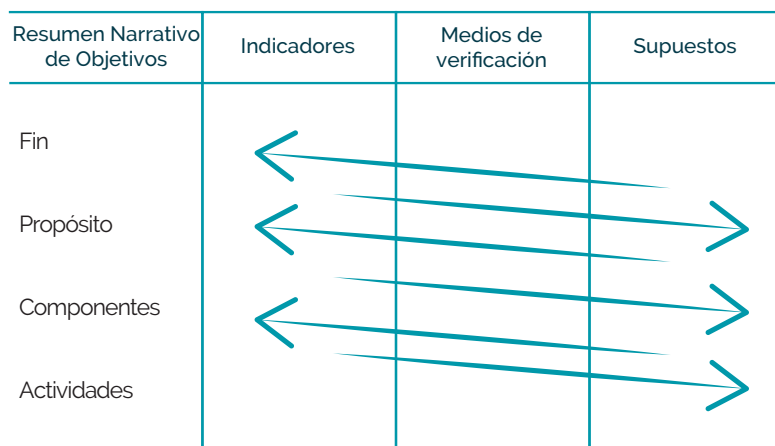 Resumen Narrativo
de Objetivos
Indicadores
Medios de
verificación
Supuestos
Fin
Propósito
Componentes
Actividades